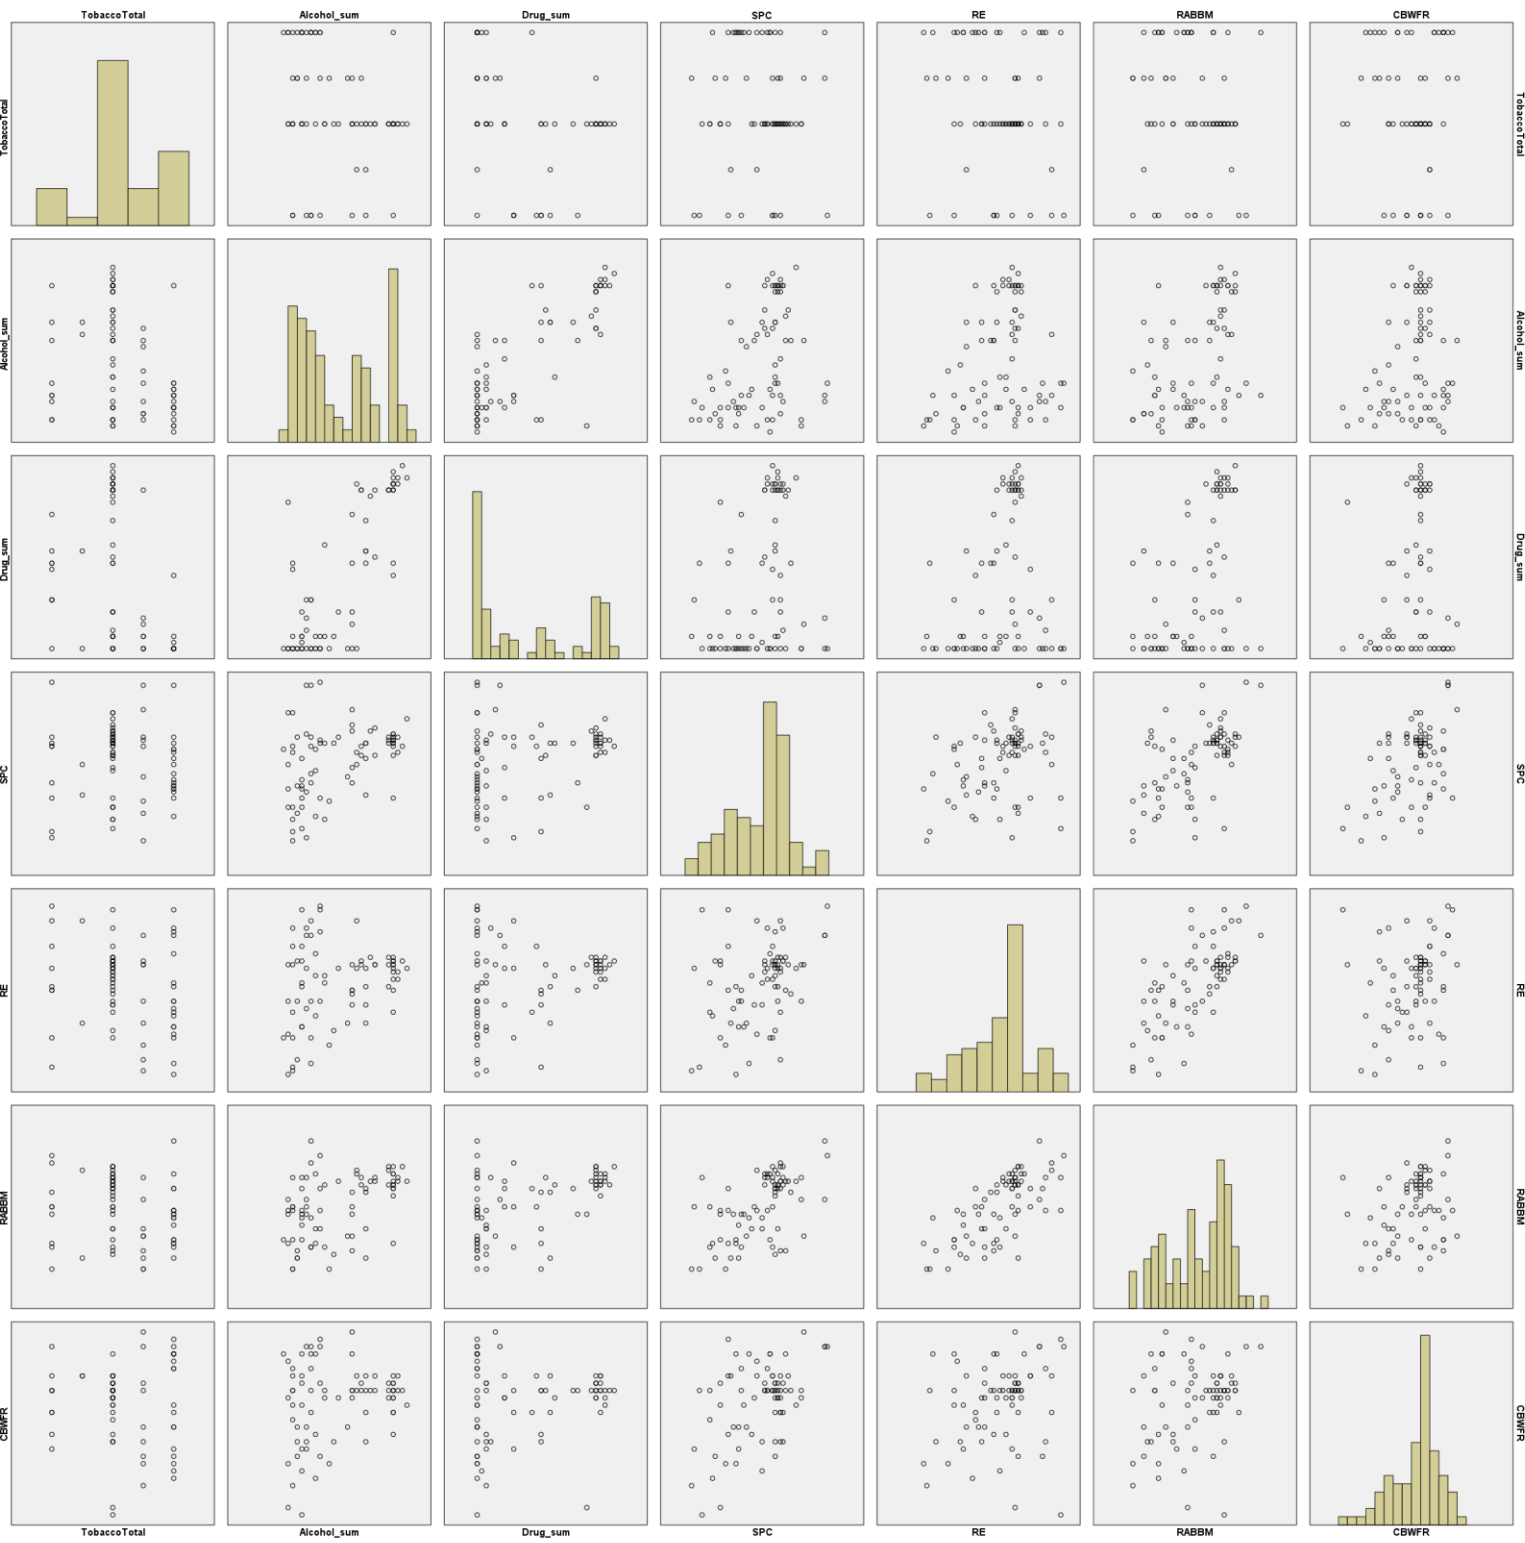 TobaccoTotal Alcohol_sum Drug_sum SPC RE RABBM CBWFR
TobaccoTotal TobaccoTotal
Alcohol_sum Alcohol_sum
Drug_sum Drug_sum
SPC SPC
RE RE
RABBM RABBM
CBWFR CBWFR
TobaccoTotal Alcohol_sum Drug_sum SPC RE RABBM CBWFR